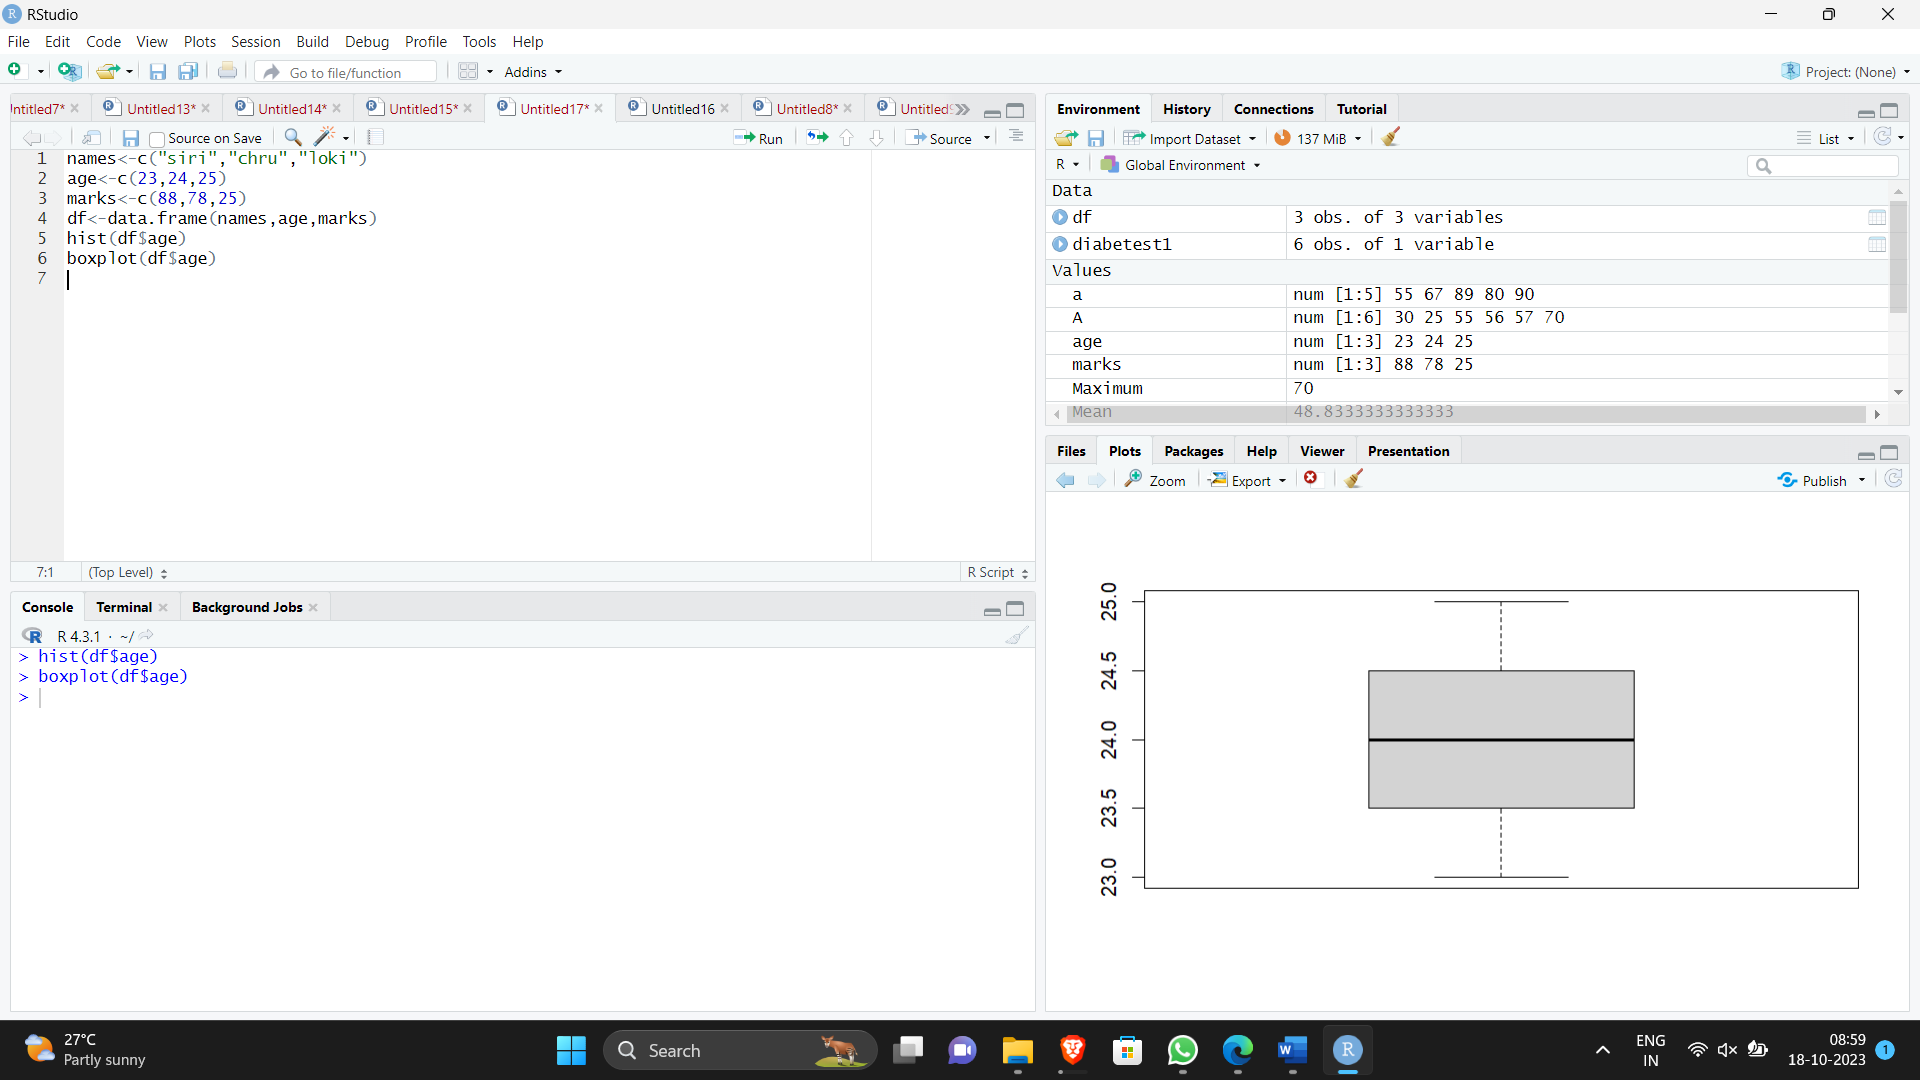 RStudio
File Edit Code View Plots Session Build Debug Profile Tools Help
Go to file/function Addins Project: (None)
Untitled13* Untitled14* Untitled15* Untitled17* Untitled16 Untitled8*
Source on Save Run Source
1 names<-c("siri","chru","loki")
2 age<-c(23,24,25)
3 marks<-c(88,78,25)
4 df<-data.frame(names,age,marks)
5 hist(df$age)
6 boxplot(df$age)
7
7:1 (Top Level) R Script
Console Terminal Background Jobs
R R 4.3.1 · ~/
> hist(df$age)
> boxplot(df$age)
>
Environment History Connections Tutorial
Import Dataset 137 MiB List
R Global Environment
Data
df 3 obs. of 3 variables
diabetest1 6 obs. of 1 variable
Values
a num [1:5] 55 67 89 80 90
A num [1:6] 30 25 55 56 57 70
age num [1:3] 23 24 25
marks num [1:3] 88 78 25
Maximum 70
Mean 48.8333333333333
Files Plots Packages Help Viewer Presentation
Zoom Export Publish
25.0
24.5
24.0
23.5
23.0
27°C
Partly sunny
Search
ENG
IN
08:59
18-10-2023
1